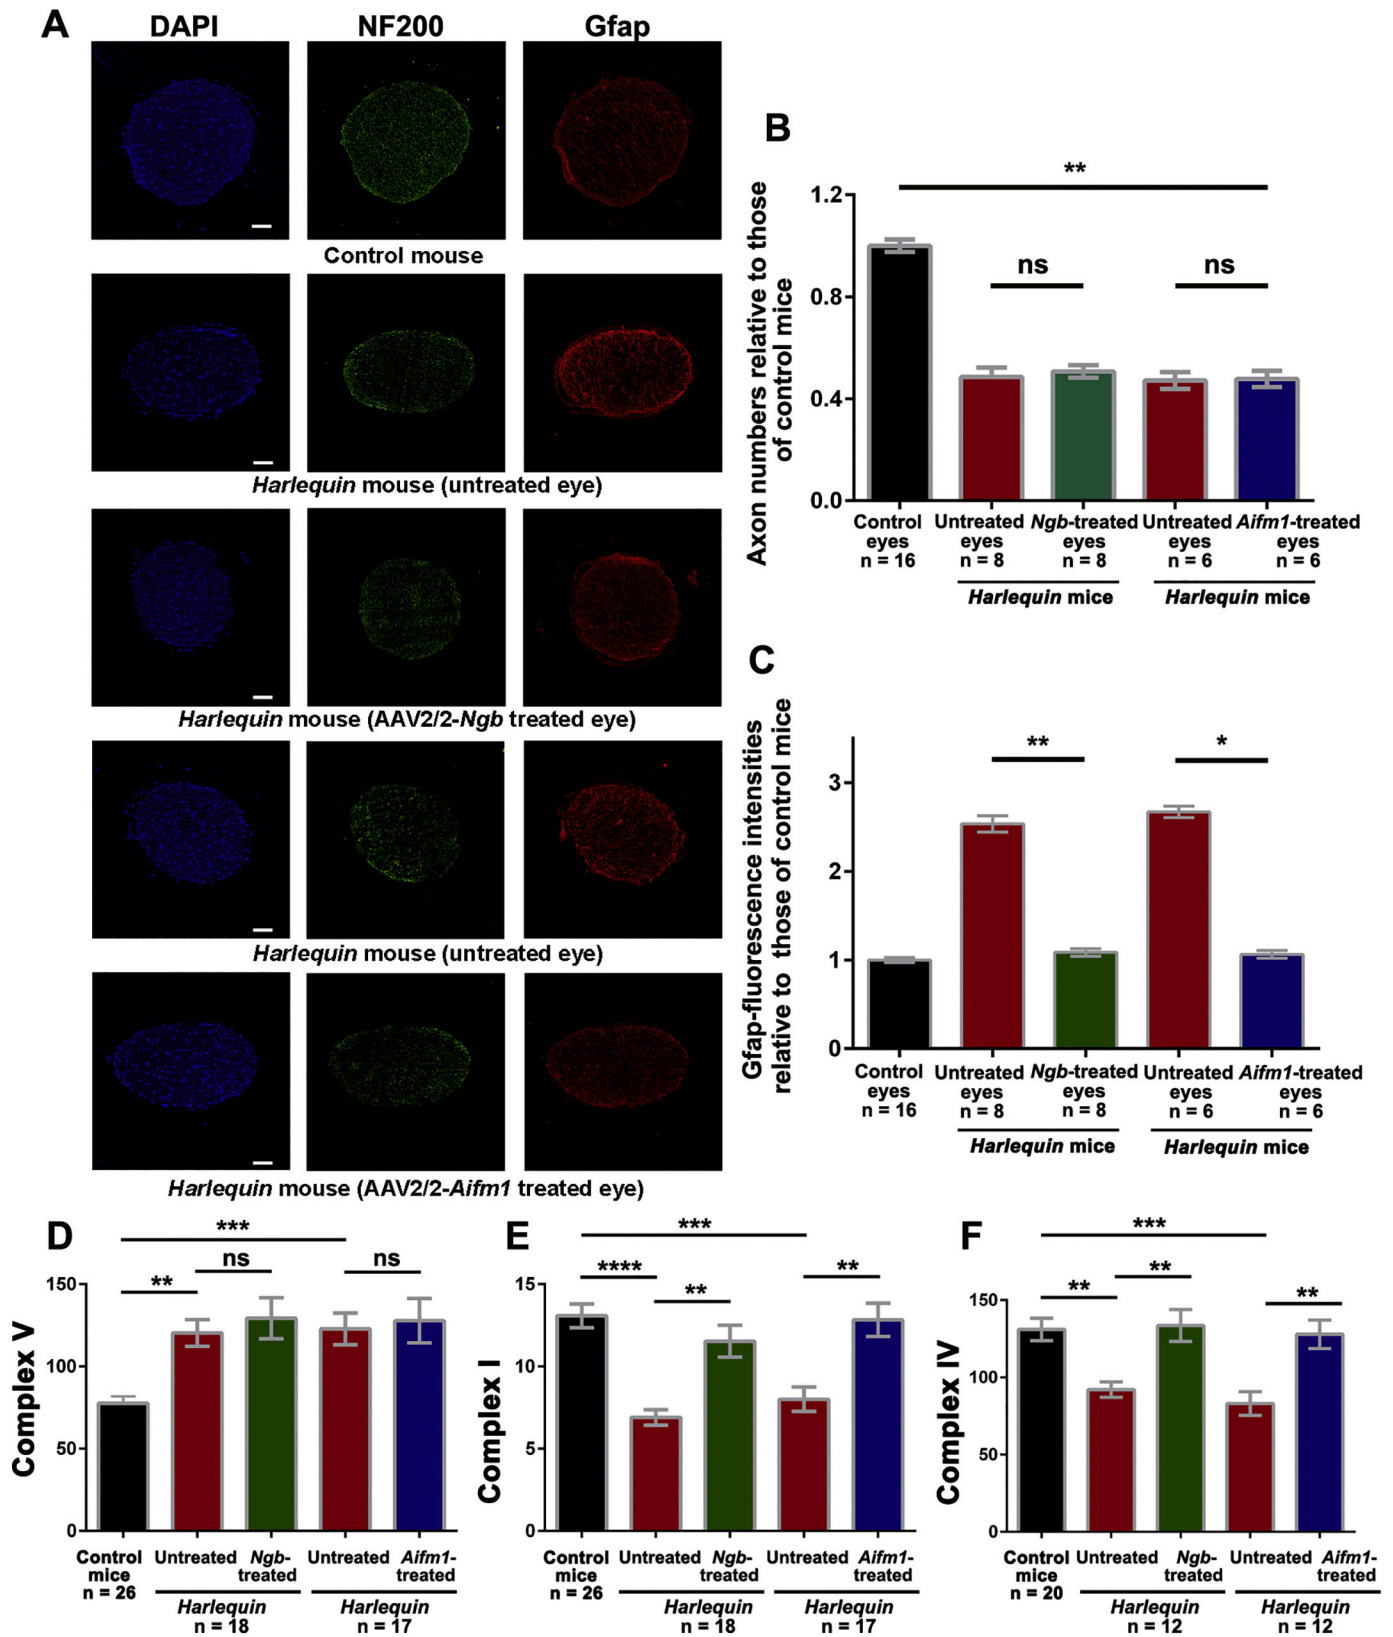 A
DAPI NF200 Gfap
Control mouse
Harlequin mouse (untreated eye)
Harlequin mouse (AAV2/2-Ngb treated eye)
Harlequin mouse (untreated eye)
Harlequin mouse (AAV2/2-Aifm1 treated eye)
B
Axon numbers relative to those
of control mice
1.2
0.8
0.4
0.0
**
ns ns
Control Untreated Ngb-treated Untreated Aifm1-treated
eyes eyes eyes eyes eyes
n = 16 n = 8 n = 8 n = 6 n = 6
Harlequin mice Harlequin mice
C
Gfap-fluorescence intensities
relative to those of control mice
3
2
1
0
** *
Control Untreated Ngb-treated Untreated Aifm1-treated
eyes eyes eyes eyes eyes
n = 16 n = 8 n = 8 n = 6 n = 6
Harlequin mice Harlequin mice
D
Complex V
150
100
50
0
***
ns ns
**
Control Untreated Ngb- Untreated Aifm1-
mice treated treated
n = 26 Harlequin Harlequin
n = 18 n = 17
E
Complex I
15
10
5
0
***
**** **
**
Control Untreated Ngb- Untreated Aifm1-
mice treated treated
n = 26 Harlequin Harlequin
n = 18 n = 17
F
Complex IV
150
100
50
0
***
** **
**
Control Untreated Ngb- Untreated Aifm1-
mice treated treated
n = 20 Harlequin Harlequin
n = 12 n = 12